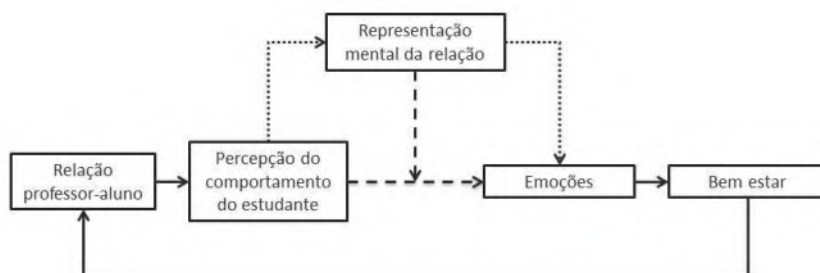 Representação
mental da relação
Relação
professor-aluno
Percepção do
comportamento
do estudante
Emoções
Bem estar